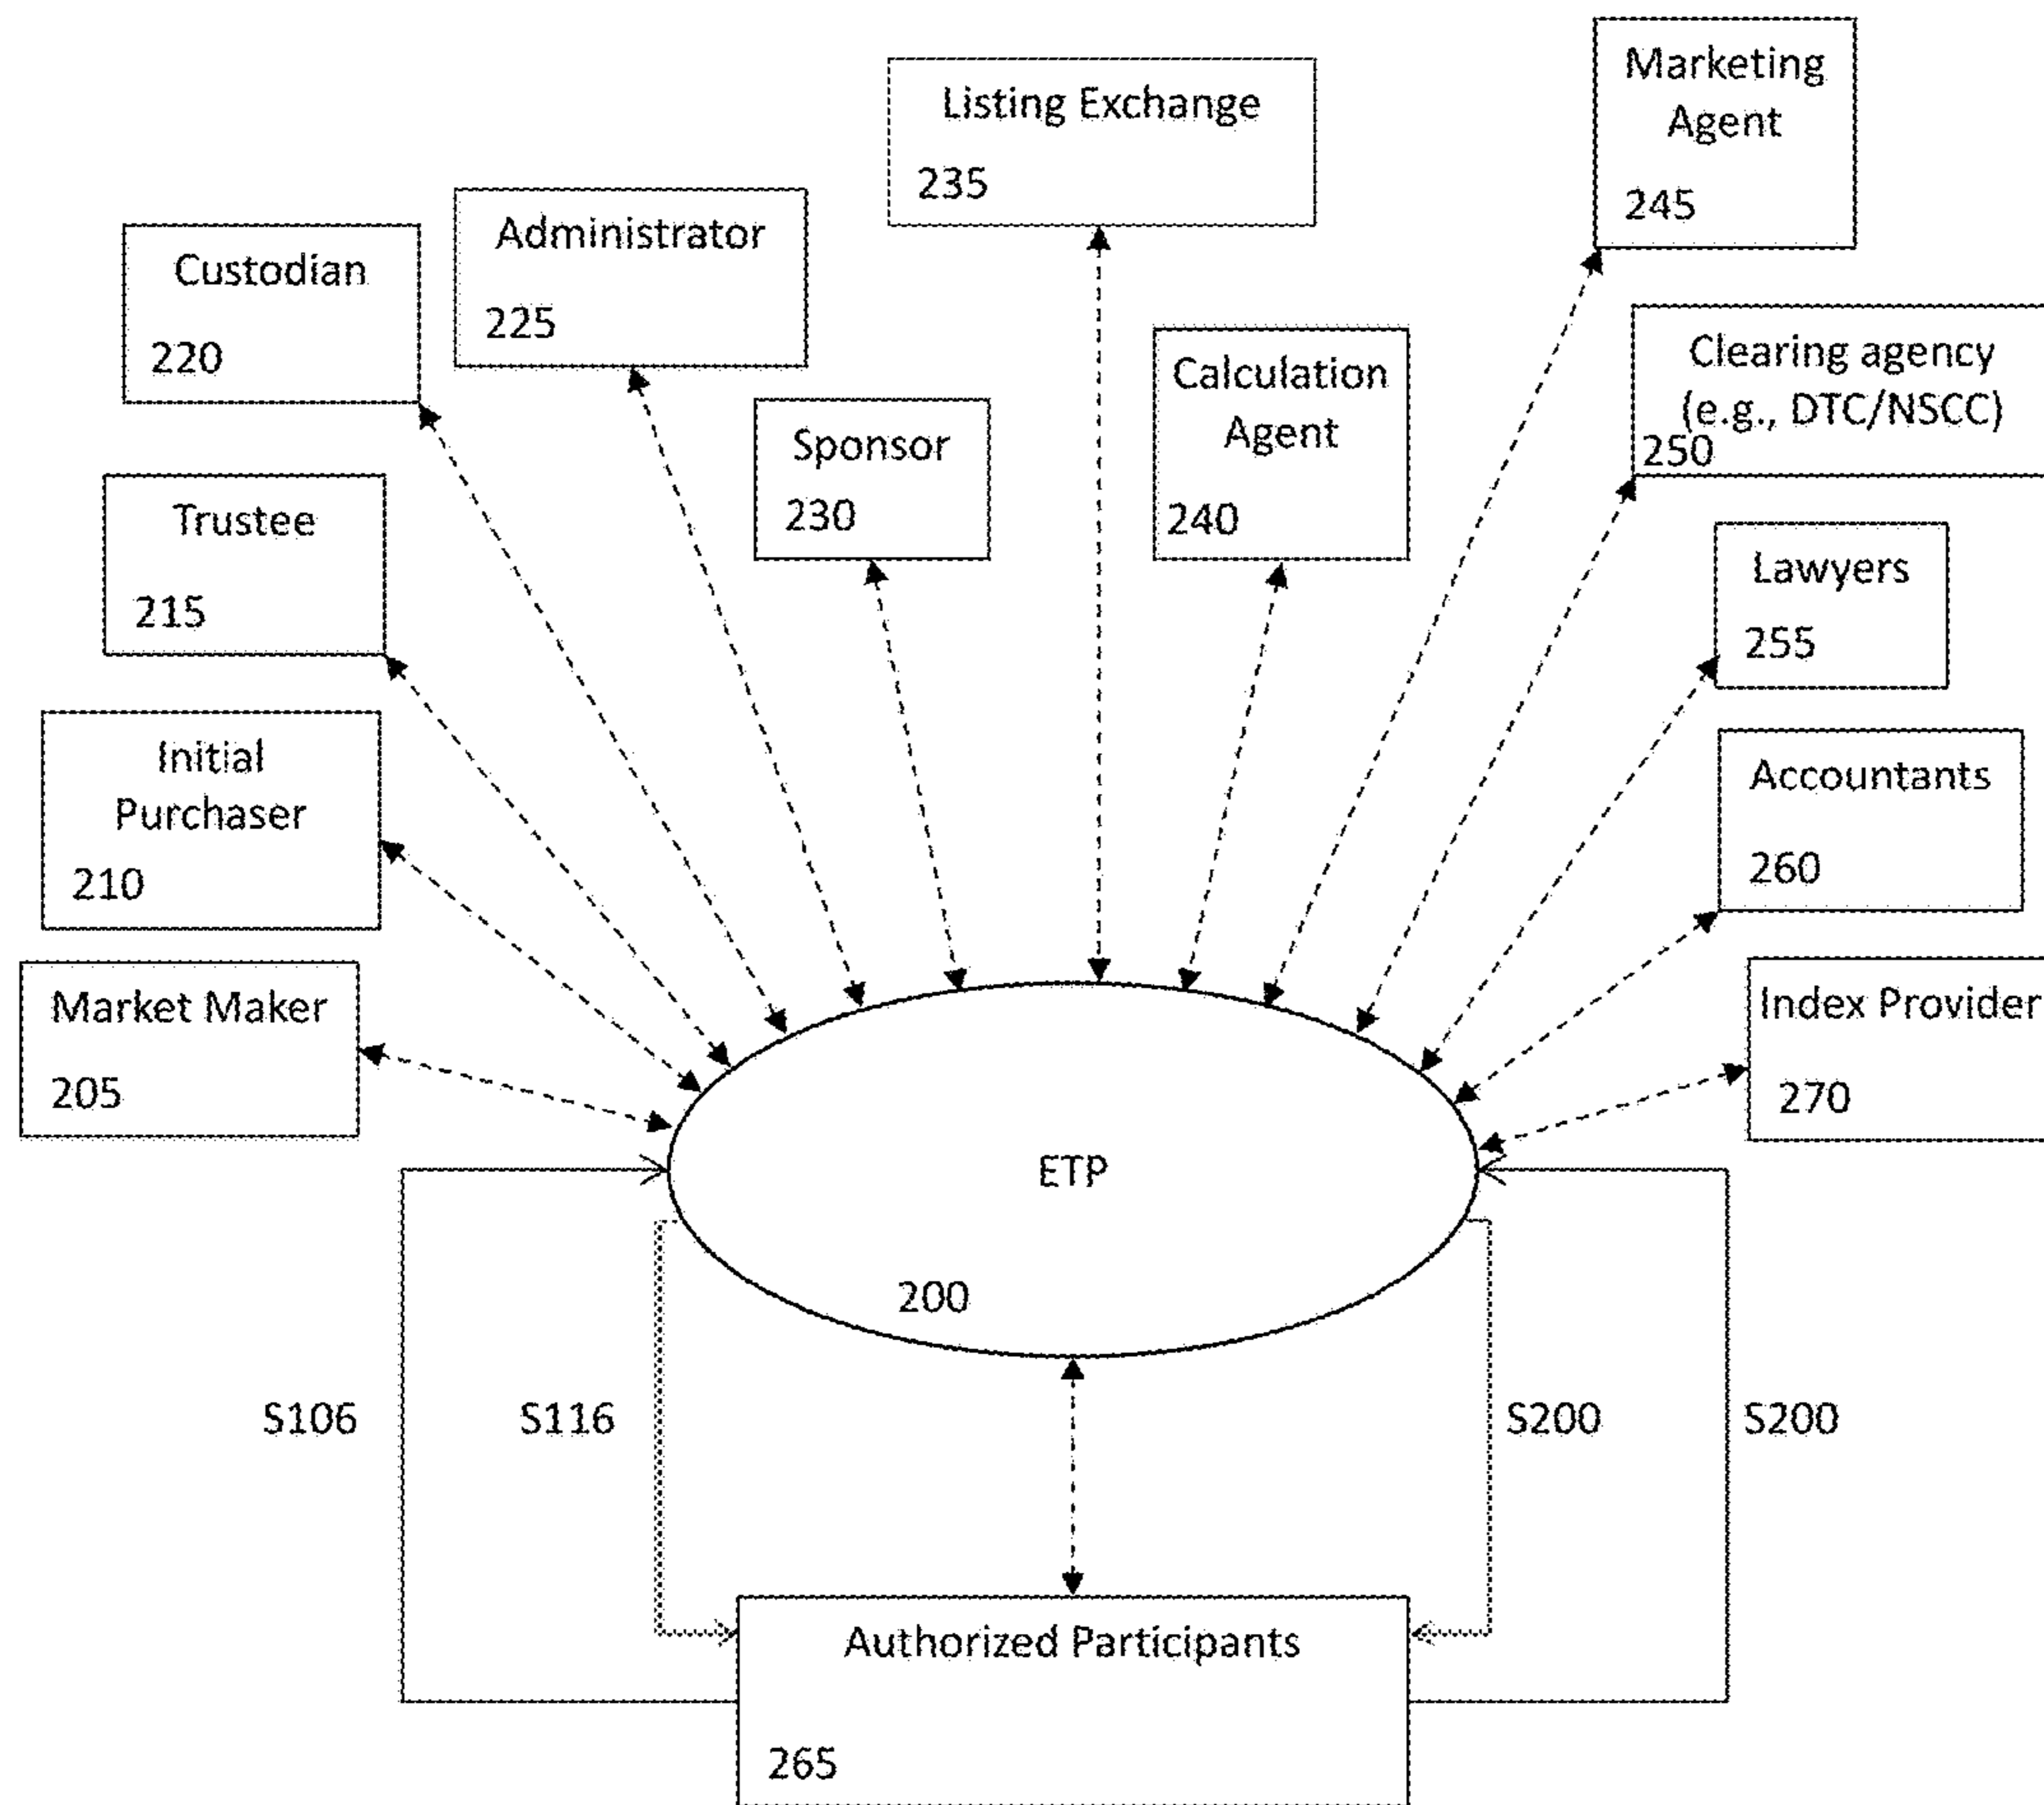 Marketing
Agent
245
Listing Exchange
235
Administrator
225
Custodian
220
Calculation
Agent
240
Clearing agency
(e.g., DTC/NSCC)
250
Sponsor
230
Trustee
215
Lawyers
255
Initial
Purchaser
210
Accountants
260
Market Maker
205
Index Provider
270
ETP
200
S106
S116
S200
S200
Authorized Participants
265